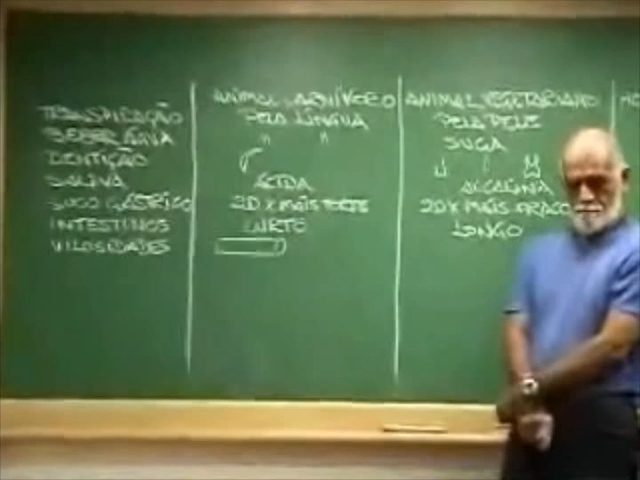 TRANSPIRAÇÃO
BEBER ÁGUA
DENTIÇÃO
SALIVA
SUCO GÁSTRICO
INTESTINOS
VILOSIDADES
ANIMAL CARNÍVORO
PELA LÍNGUA
" "
ÁCIDA
20 X MAIS FORTE
CURTO
ANIMAL VEGETARIANO
PELA PELE
SUGA
ALCALINA
20 X MAIS FRACO
LONGO